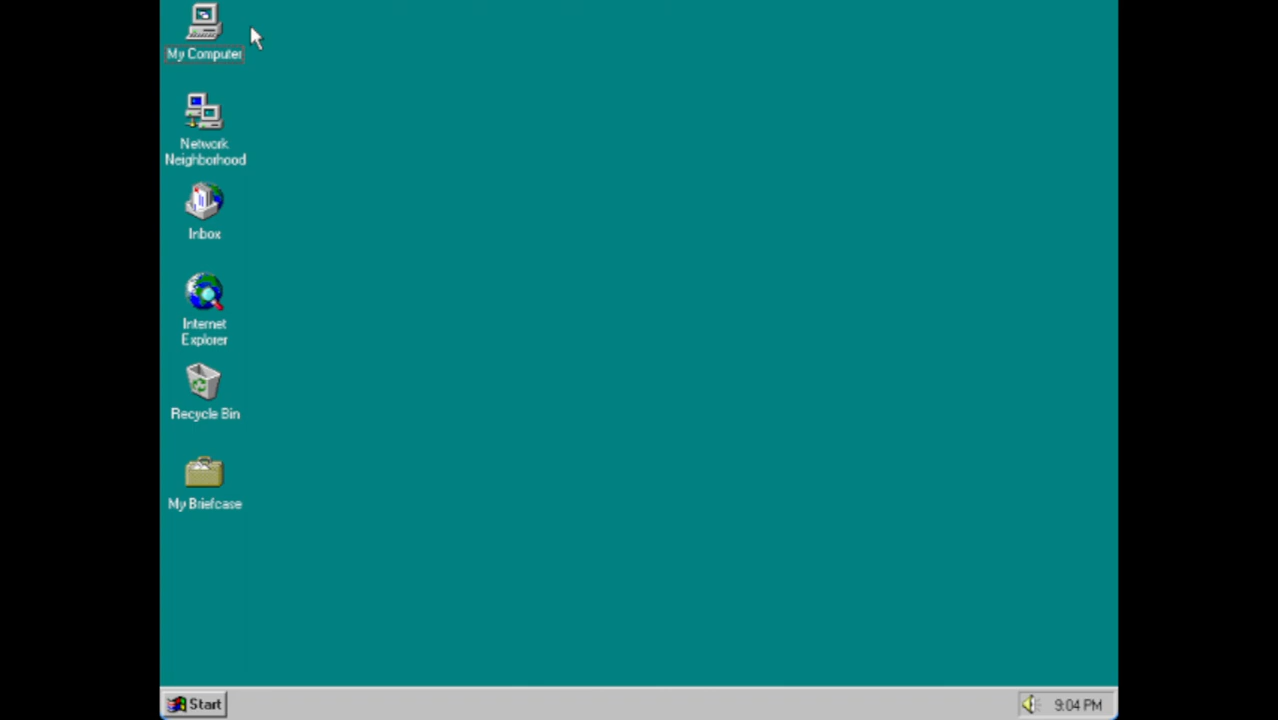 My Computer
Network
Neighborhood
Inbox
Internet
Explorer
Recycle Bin
My Briefcase
Start
9:04 PM